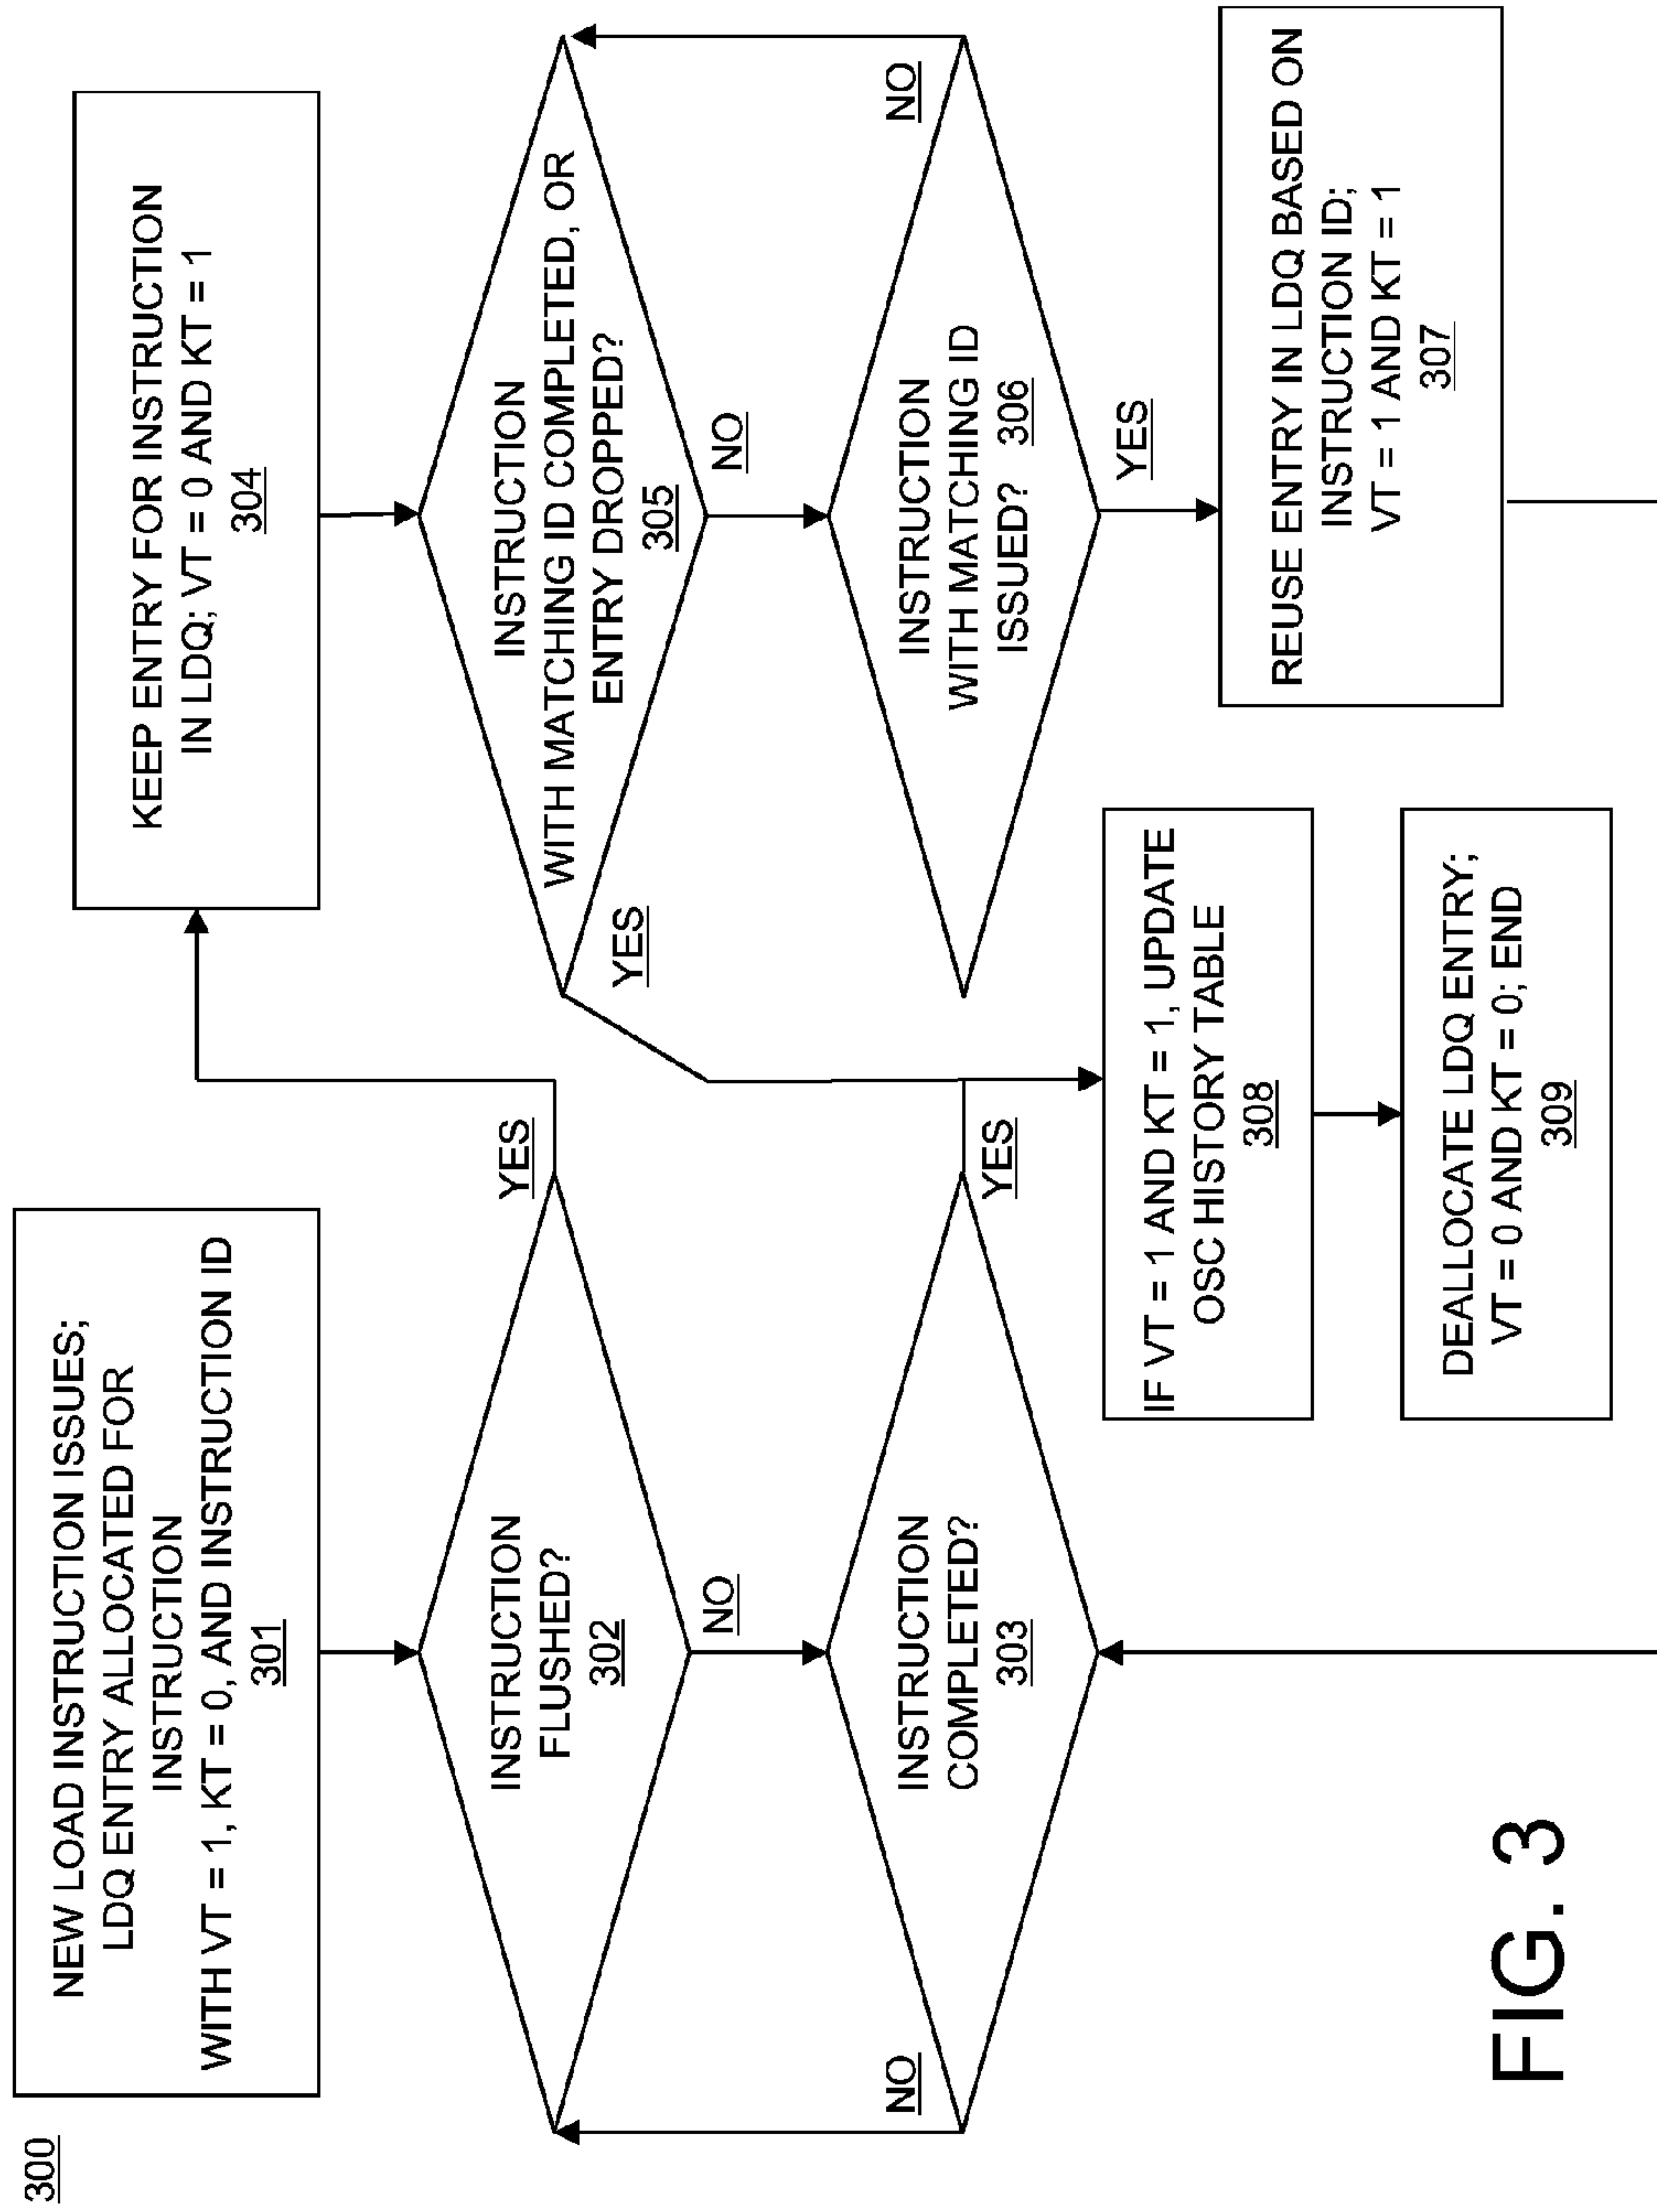 300
NEW LOAD INSTRUCTION ISSUES;
LDQ ENTRY ALLOCATED FOR
INSTRUCTION
WITH VT = 1, KT = 0, AND INSTRUCTION ID
301
INSTRUCTION
FLUSHED?
302
YES
NO
INSTRUCTION
COMPLETED?
303
NO
YES
KEEP ENTRY FOR INSTRUCTION
IN LDQ; VT = 0 AND KT = 1
304
INSTRUCTION
WITH MATCHING ID COMPLETED, OR
ENTRY DROPPED?
305
YES
NO
INSTRUCTION
WITH MATCHING ID
ISSUED? 306
NO
YES
REUSE ENTRY IN LDQ BASED ON
INSTRUCTION ID;
VT = 1 AND KT = 1
307
IF VT = 1 AND KT = 1, UPDATE
OSC HISTORY TABLE
308
DEALLOCATE LDQ ENTRY;
VT = 0 AND KT = 0; END
309
FIG. 3